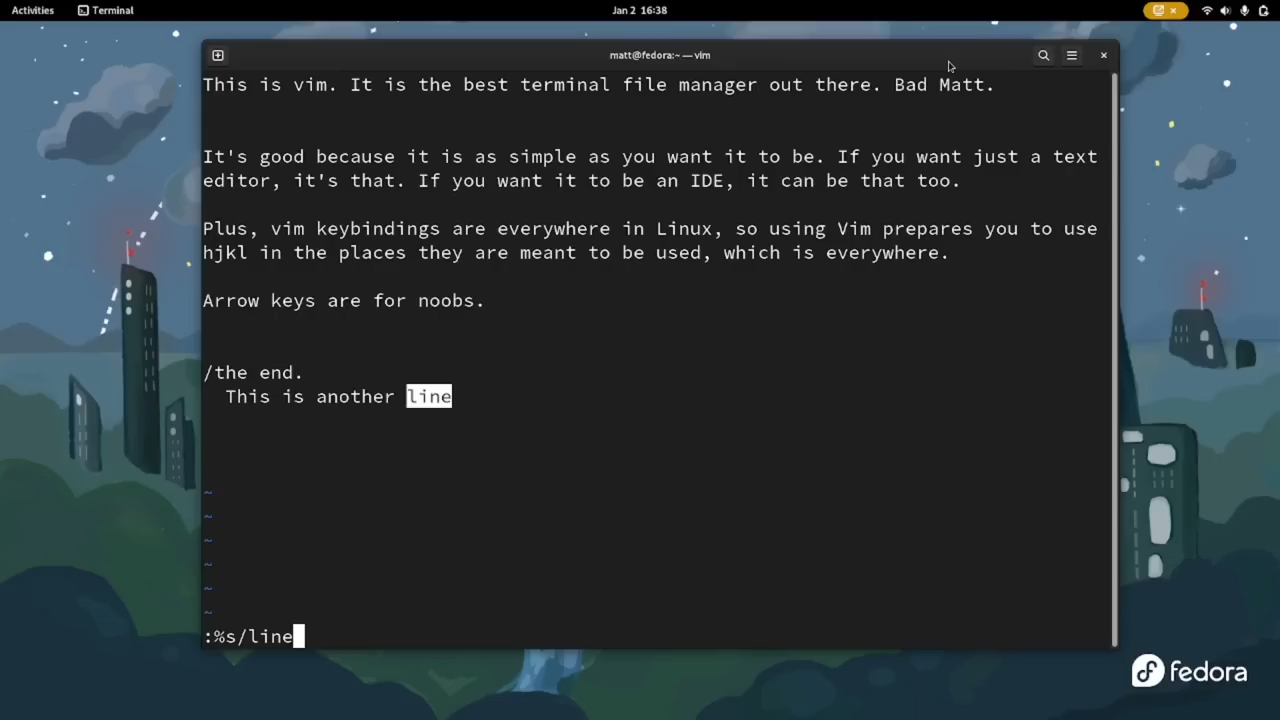 Activities Terminal Jan 2 16:38
matt@fedora:~ — vim
This is vim. It is the best terminal file manager out there. Bad Matt.
It's good because it is as simple as you want it to be. If you want just a text
editor, it's that. If you want it to be an IDE, it can be that too.
Plus, vim keybindings are everywhere in Linux, so using Vim prepares you to use
hjkl in the places they are meant to be used, which is everywhere.
Arrow keys are for noobs.
/the end.
This is another line
~
~
~
~
~
~
:%s/line
fedora